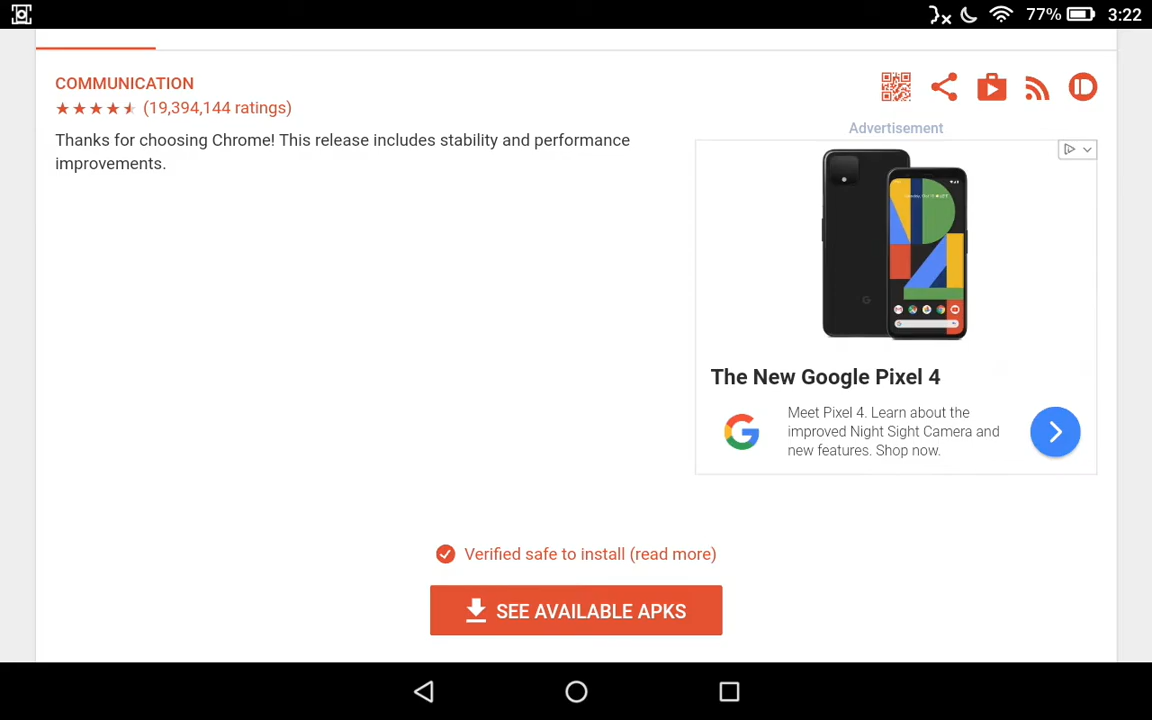 77% 3:22
COMMUNICATION
(19,394,144 ratings)
Thanks for choosing Chrome! This release includes stability and performance
improvements.
Advertisement
The New Google Pixel 4
Meet Pixel 4. Learn about the
improved Night Sight Camera and
new features. Shop now.
Verified safe to install (read more)
SEE AVAILABLE APKS